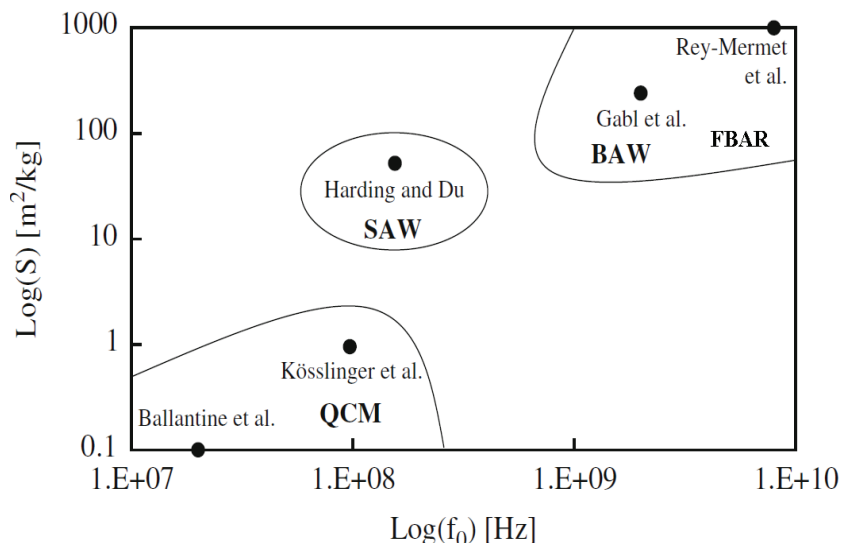 1000
100
10
1
0.1
Log(S) [m²/kg]
Rey-Mermet
et al.
Gabl et al.
BAW
FBAR
Harding and Du
SAW
Kösslinger et al.
QCM
Ballantine et al.
1.E+07
1.E+08
1.E+09
1.E+10
Log(f₀) [Hz]